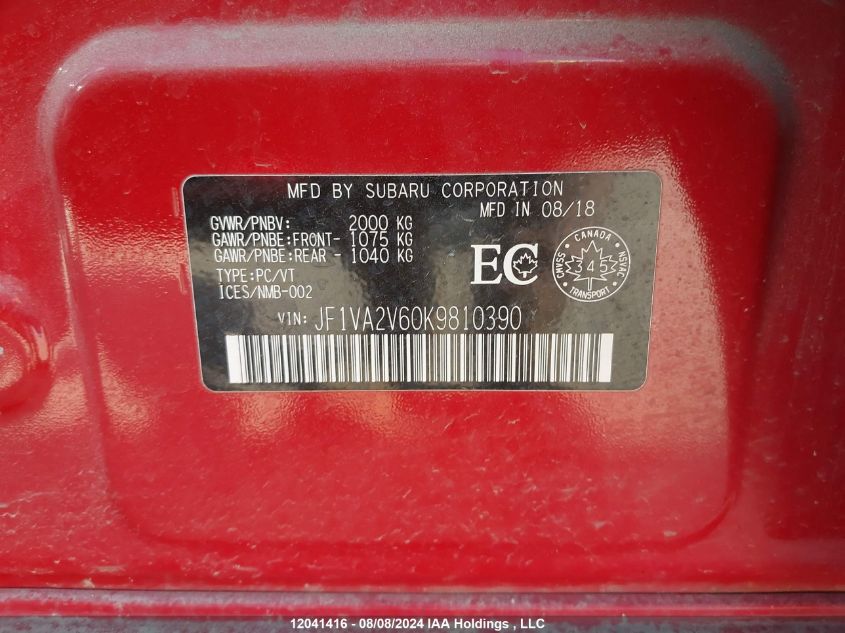 MFD BY SUBARU CORPORATION
MFD IN 08/18
GVWR/PNBV: 2000 KG
GAWR/PNBE:FRONT- 1075 KG
GAWR/PNBE:REAR - 1040 KG
TYPE:PC/VT
ICES/NMB-002
EC
CANADA
CMVSS
345
NSVAC
TRANSPORT
VIN: JF1VA2V60K9810390
12041416 - 08/08/2024 IAA Holdings , LLC